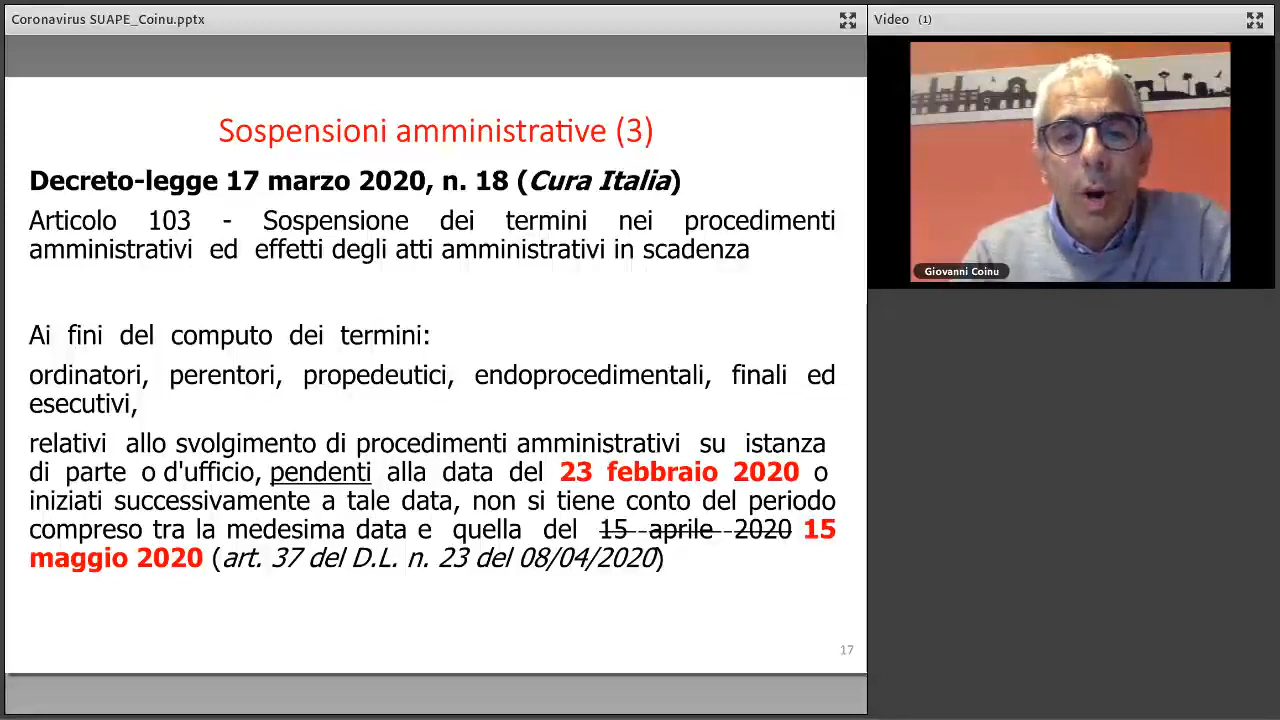 Coronavirus SUAPE_Coinu.pptx
Video (1)
Sospensioni amministrative (3)
Decreto-legge 17 marzo 2020, n. 18 (Cura Italia)
Articolo 103 - Sospensione dei termini nei procedimenti
amministrativi ed effetti degli atti amministrativi in scadenza
Ai fini del computo dei termini:
ordinatori, perentori, propedeutici, endoprocedimentali, finali ed
esecutivi,
relativi allo svolgimento di procedimenti amministrativi su istanza
di parte o d'ufficio, pendenti alla data del 23 febbraio 2020 o
iniziati successivamente a tale data, non si tiene conto del periodo
compreso tra la medesima data e quella del 15 aprile 2020 15
maggio 2020 (art. 37 del D.L. n. 23 del 08/04/2020)
17
Giovanni Coinu